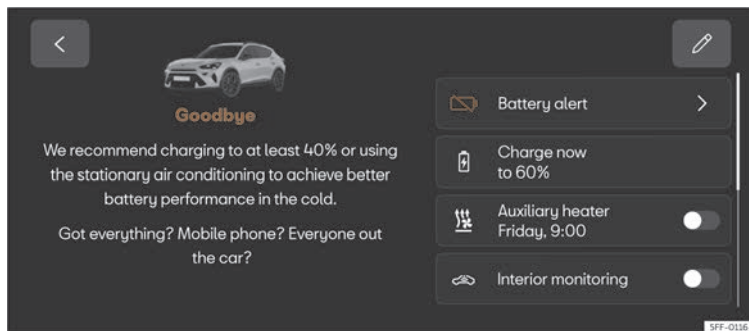 Goodbye
We recommend charging to at least 40% or using
the stationary air conditioning to achieve better
battery performance in the cold.
Got everything? Mobile phone? Everyone out
the car?
Battery alert
Charge now
to 60%
Auxiliary heater
Friday, 9:00
Interior monitoring
5FF-0116